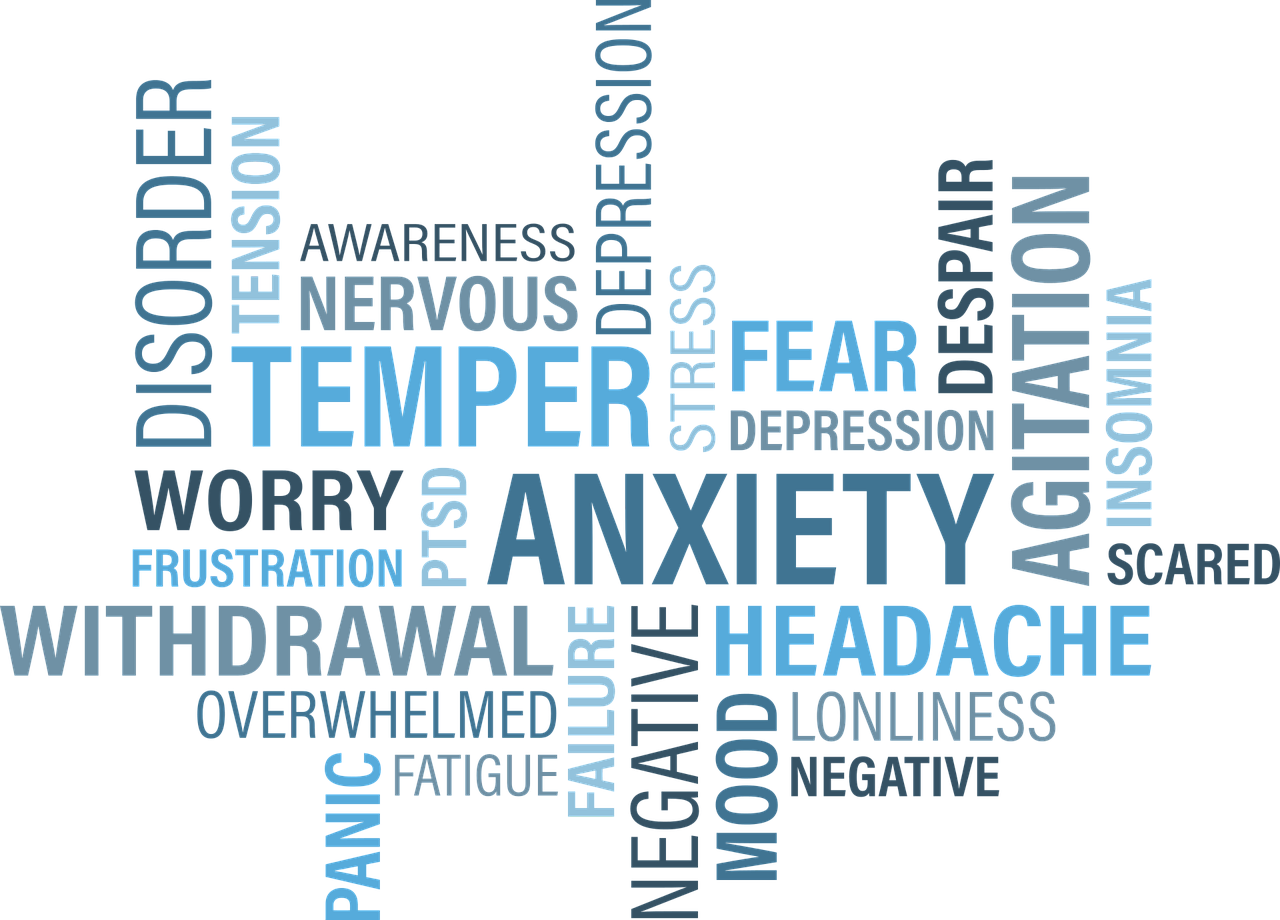 DEPRESSION
DISORDER
TENSION
AWARENESS
NERVOUS
TEMPER
STRESS
FEAR
DESPAIR
AGITATION
INSOMNIA
DEPRESSION
WORRY
PTSD
ANXIETY
FRUSTRATION
SCARED
WITHDRAWAL
FAILURE
NEGATIVE
HEADACHE
OVERWHELMED
MOOD
LONLINESS
PANIC
FATIGUE
NEGATIVE